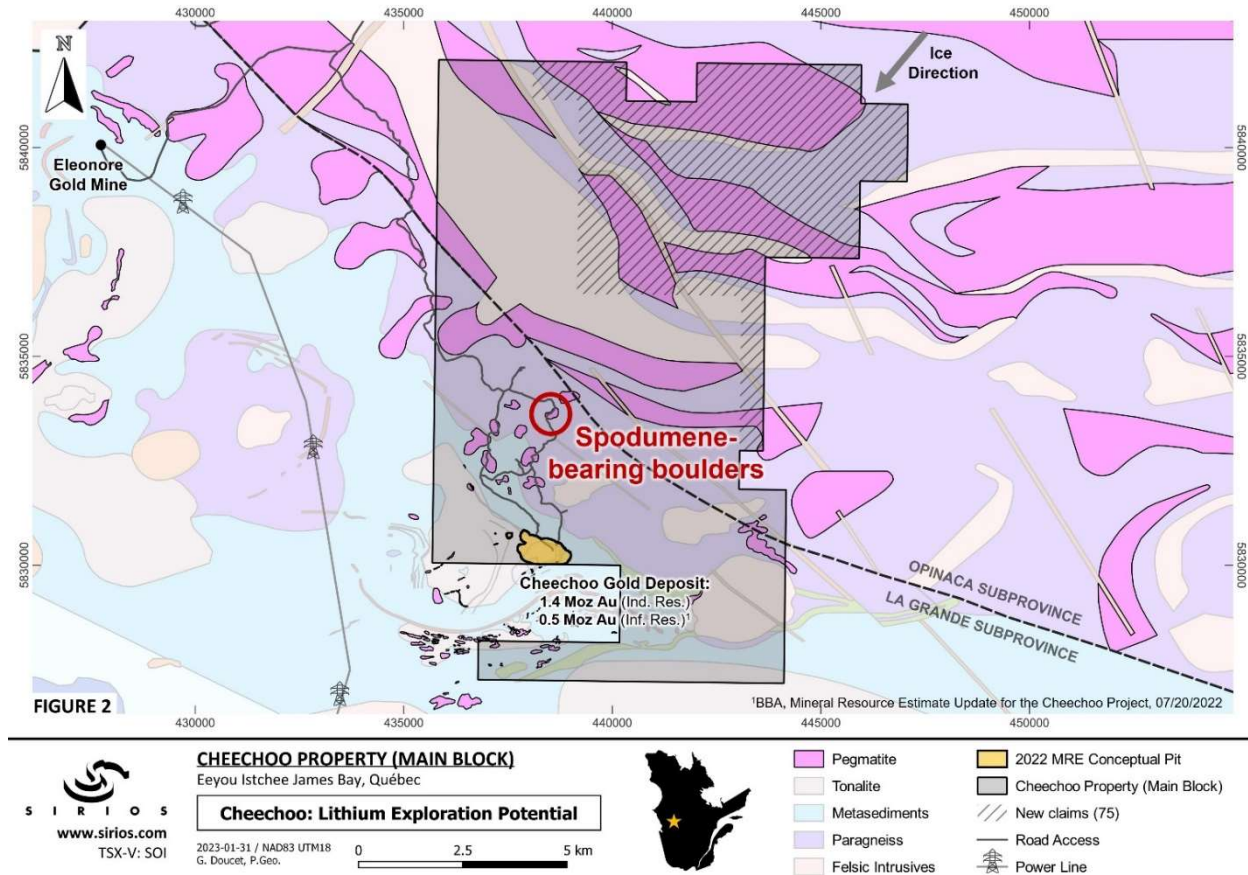 430000
435000
440000
445000
450000
N
Ice
Direction
5840000
5840000
Eleonore
Gold Mine
5835000
5835000
Spodumene-
bearing boulders
5830000
5830000
Cheechoo Gold Deposit:
1.4 Moz Au (Ind. Res.)
0.5 Moz Au (Inf. Res.)¹
OPINACA SUBPROVINCE
LA GRANDE SUBPROVINCE
FIGURE 2
¹BBA, Mineral Resource Estimate Update for the Cheechoo Project, 07/20/2022
430000
435000
440000
445000
450000
SIRIOS
www.sirios.com
TSX-V: SOI
CHEECHOO PROPERTY (MAIN BLOCK)
Eeyou Istchee James Bay, Québec
Cheechoo: Lithium Exploration Potential
2023-01-31 / NAD83 UTM18
G. Doucet, P.Geo.
0 2.5 5 km
Pegmatite
Tonalite
Metasediments
Paragneiss
Felsic Intrusives
2022 MRE Conceptual Pit
Cheechoo Property (Main Block)
New claims (75)
Road Access
Power Line